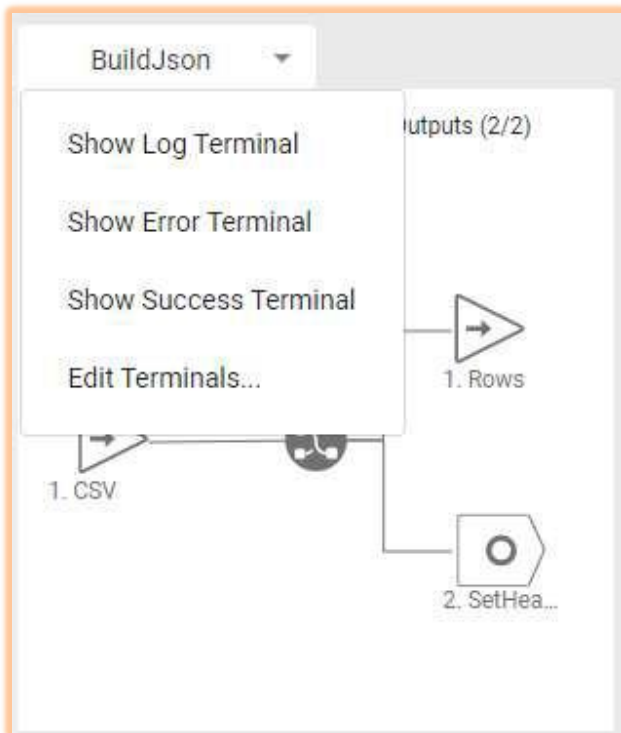 BuildJson
utputs (2/2)
Show Log Terminal
Show Error Terminal
Show Success Terminal
Edit Terminals...
1. Rows
1. CSV
2. SetHea...